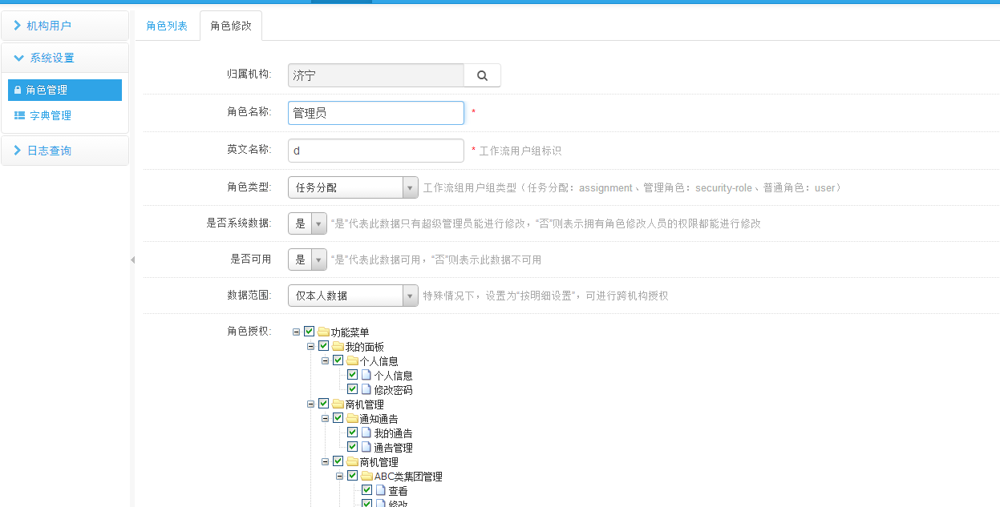 机构用户
系统设置
角色管理
字典管理
日志查询
角色列表 角色修改
归属机构: 济宁
角色名称: 管理员 *
英文名称: d * 工作流用户组标识
角色类型: 任务分配 工作流组用户组类型（任务分配：assignment、管理角色：security-role、普通角色：user）
是否系统数据: 是 “是”代表此数据只有超级管理员能进行修改，“否”则表示拥有角色修改人员的权限都能进行修改
是否可用 是 “是”代表此数据可用，“否”则表示此数据不可用
数据范围: 仅本人数据 特殊情况下，设置为“按明细设置”，可进行跨机构授权
角色授权: 功能菜单
我的面板
个人信息
个人信息
修改密码
商机管理
通知通告
我的通告
通告管理
商机管理
ABC类集团管理
查看
修改